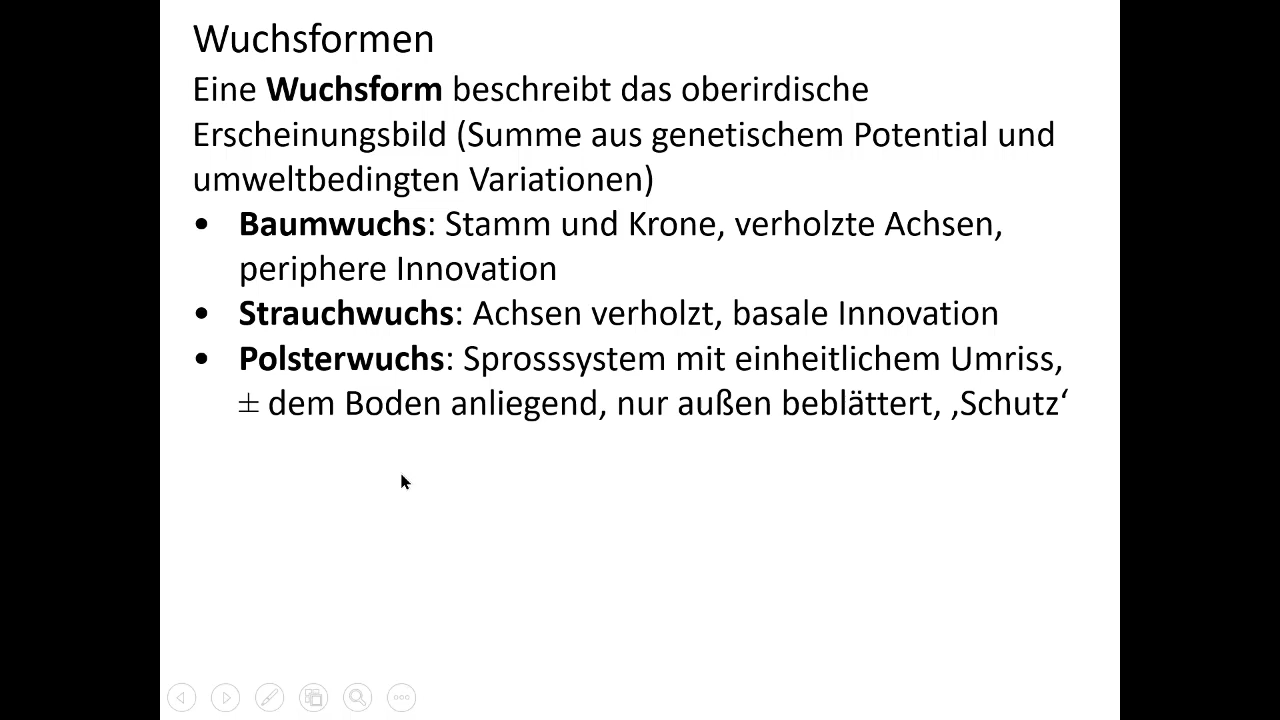 Wuchsformen
Eine Wuchsform beschreibt das oberirdische
Erscheinungsbild (Summe aus genetischem Potential und
umweltbedingten Variationen)
• Baumwuchs: Stamm und Krone, verholzte Achsen,
periphere Innovation
• Strauchwuchs: Achsen verholzt, basale Innovation
• Polsterwuchs: Sprosssystem mit einheitlichem Umriss,
± dem Boden anliegend, nur außen beblättert, ‚Schutz‘